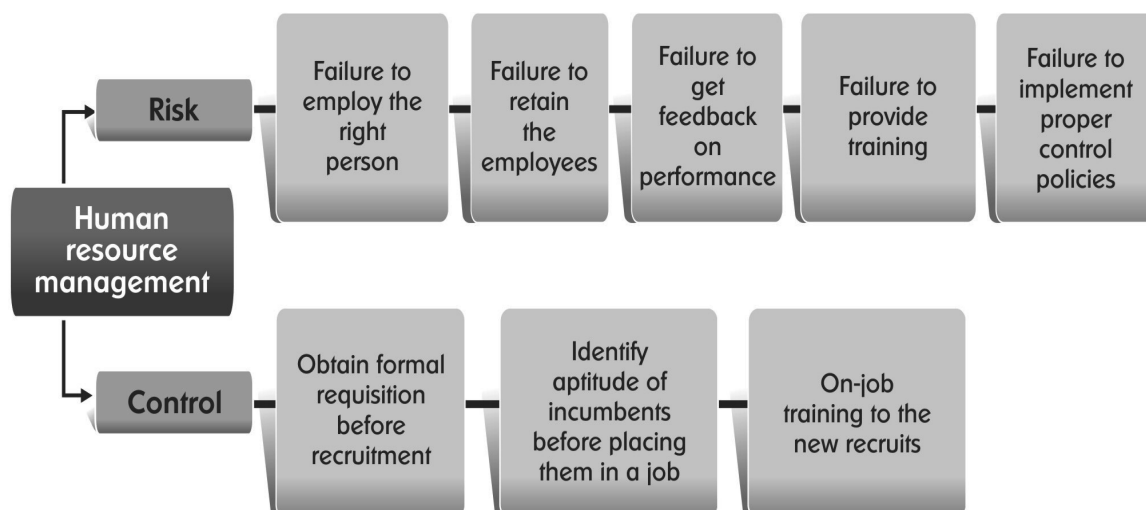 Human
resource
management
Risk
Failure to
employ the
right
person
Failure to
retain
the
employees
Failure to
get
feedback
on
performance
Failure to
provide
training
Failure to
implement
proper
control
policies
Control
Obtain formal
requisition
before
recruitment
Identify
aptitude of
incumbents
before placing
them in a job
On-job
training to the
new recruits